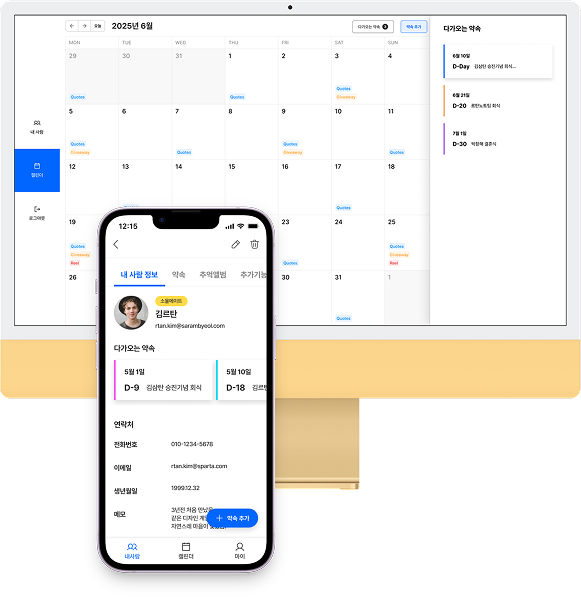 오늘
2025년 6월
다가오는 약속 3
약속 추가
MON TUE WED THU FRI SAT SUN
29 30 31 1 2 3 4
Quotes Quotes Quotes
Giveaway
5 6 7 8 9 10 11
Quotes Quotes Quotes Quotes
Giveaway Giveaway
12 13 14 15 16 17 18
Quotes
19 23 24 25
Quotes Quotes Quotes
Giveaway Giveaway
Reel Reel
26 30 31 1
Quotes
내 사람
캘린더
로그아웃
다가오는 약속
6월 10일
D-Day 김삼탄 승진기념 회식...
6월 21일
D-20 르탄노트팀 회식
7월 1일
D-30 박정해 결혼식
12:15
내 사람 정보 약속 추억앨범 추가기능
소울메이트
김르탄
rtan.kim@sarambyeol.com
다가오는 약속
5월 1일
D-9 김삼탄 승진기념 회식
5월 10일
D-18 김르탄
연락처
전화번호 010-1234-5678
이메일 rtan.kim@sparta.com
생년월일 1999.12.32
메모 3년전 처음 만났을
같은 디자인 계열
자연스레 마음이
약속 추가
내사람 캘린더 마이